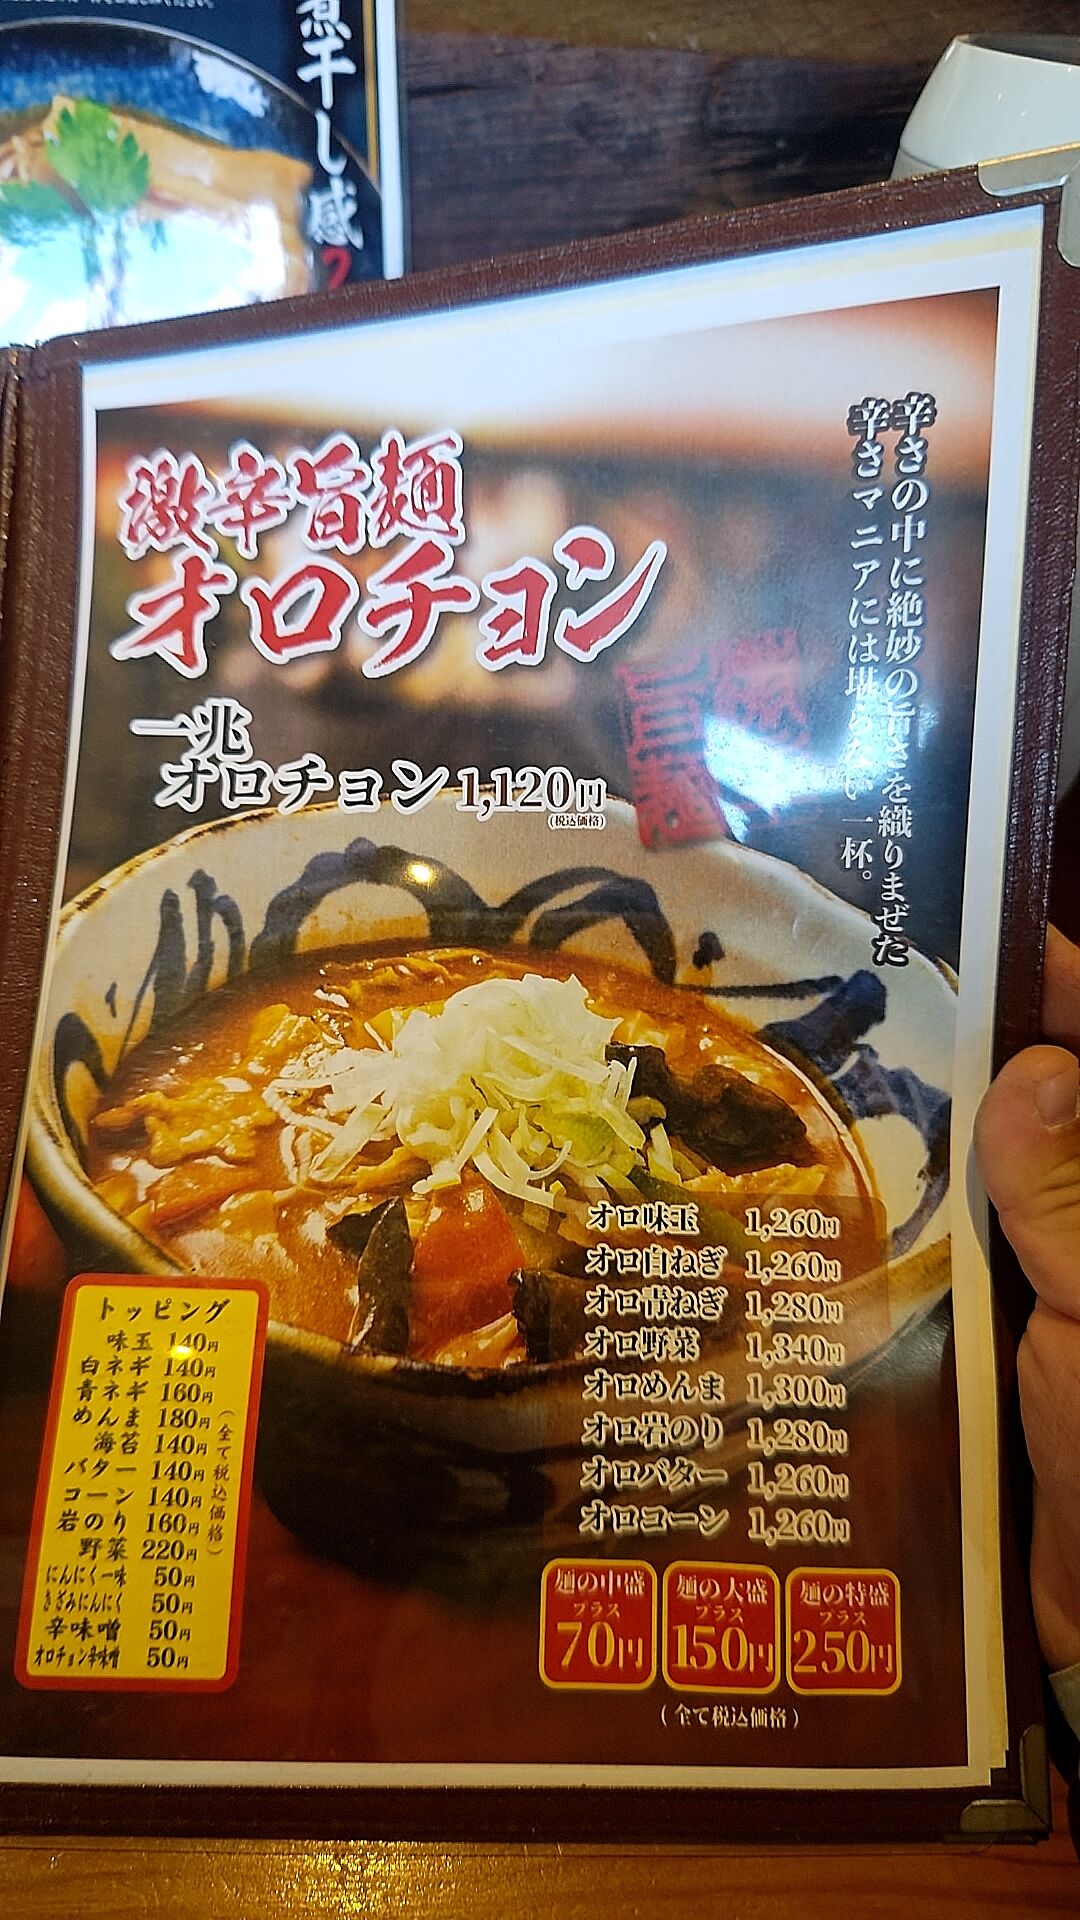 煮干し感
激辛旨麺
オロチョン
辛さの中に絶妙の旨さを織りまぜた
辛さマニアには堪らない一杯。
一兆
オロチョン 1,120円
(税込価格)
オロ味玉 1,260円
オロ白ねぎ 1,260円
オロ青ねぎ 1,280円
オロ野菜 1,340円
オロめんま 1,300円
オロ岩のり 1,280円
オロバター 1,260円
オロコーン 1,260円
トッピング
味玉 140円
白ネギ 140円
青ネギ 160円
めんま 180円
海苔 140円
バター 140円
コーン 140円
岩のり 160円
野菜 220円
にんにく一味 50円
きざみにんにく 50円
辛味噌 50円
オロチョン辛味噌 50円
(全て税込価格)
麺の中盛
プラス
70円
麺の大盛
プラス
150円
麺の特盛
プラス
250円
(全て税込価格)